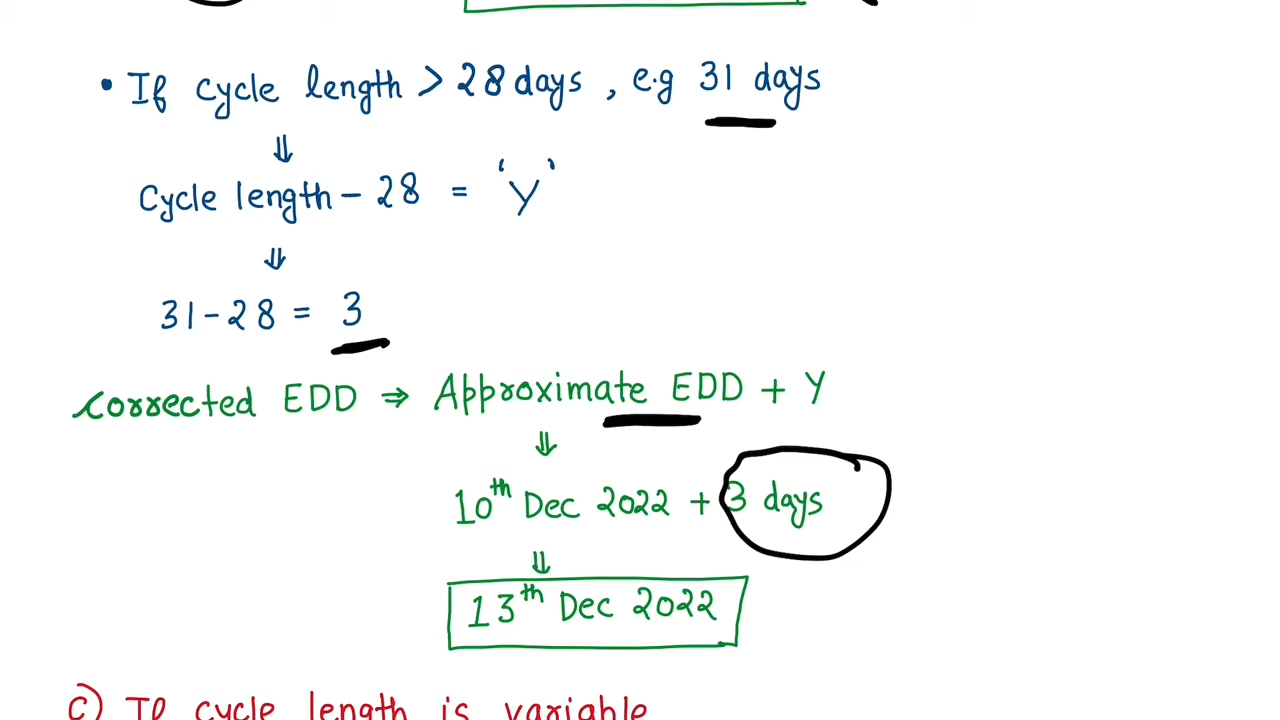 • If cycle length > 28 days, e.g 31 days
⇓
Cycle length - 28 = 'Y'
⇓
31-28 = 3
corrected EDD ⇒ Approximate EDD + Y
⇓
10th Dec 2022 + 3 days
⇓
13th Dec 2022
c) If cycle length is variable